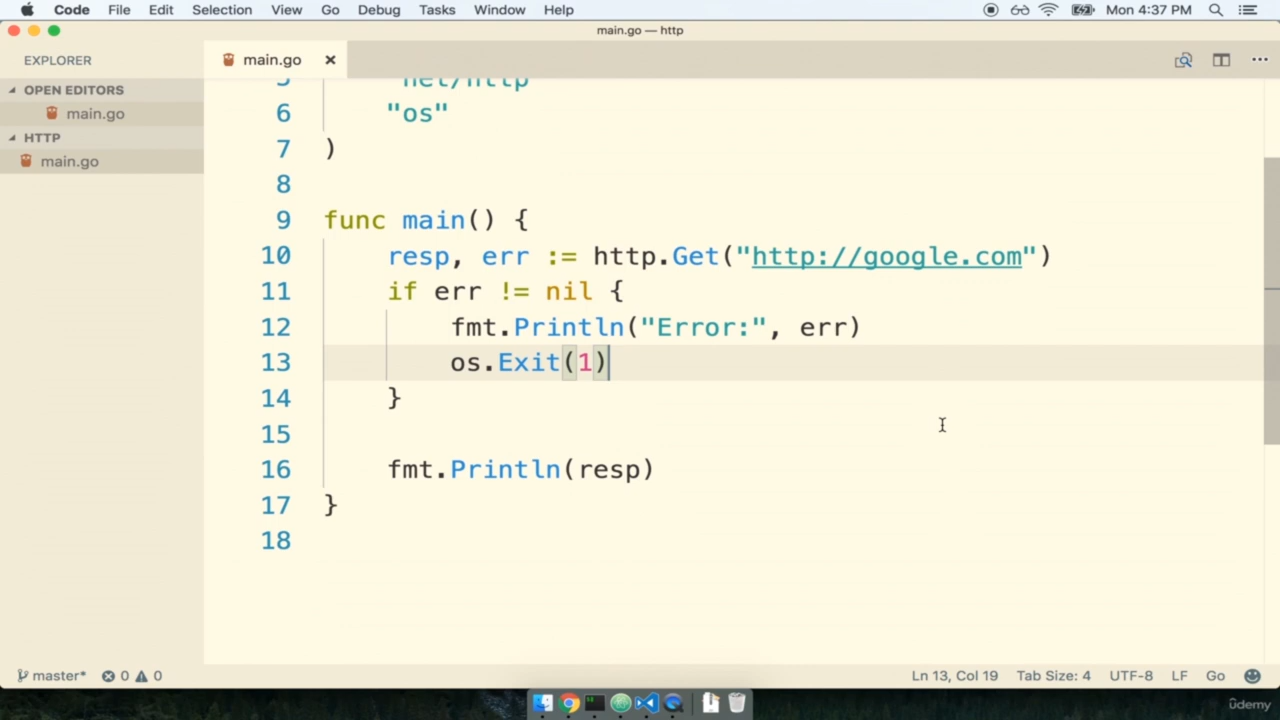 Code File Edit Selection View Go Debug Tasks Window Help Mon 4:37 PM
main.go — http
EXPLORER
main.go
OPEN EDITORS
main.go
HTTP
main.go
5 net/http
6 "os"
7 )
8
9 func main() {
10 resp, err := http.Get("http://google.com")
11 if err != nil {
12 fmt.Println("Error:", err)
13 os.Exit(1)
14 }
15
16 fmt.Println(resp)
17 }
18
master* 0 0 Ln 13, Col 19 Tab Size: 4 UTF-8 LF Go
ûdemy